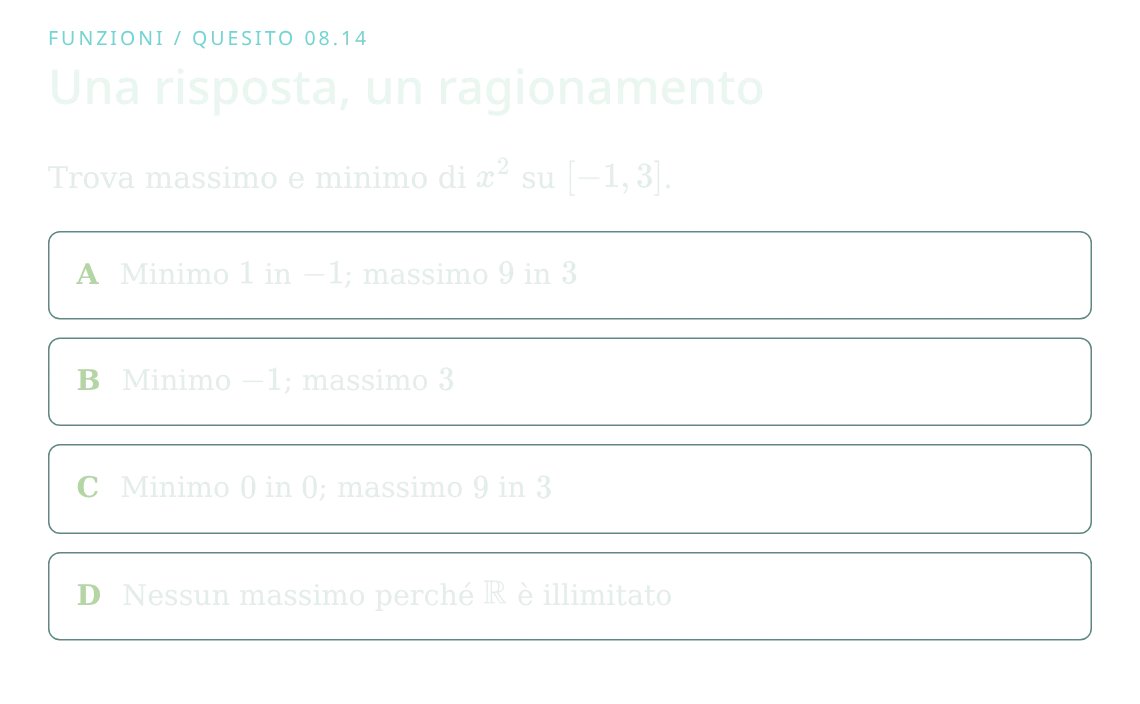 FUNZIONI / QUESITO 08.14
Una risposta, un ragionamento
Trova massimo e minimo di x² su [−1, 3].
A Minimo 1 in −1; massimo 9 in 3
B Minimo −1; massimo 3
C Minimo 0 in 0; massimo 9 in 3
D Nessun massimo perché ℝ è illimitato